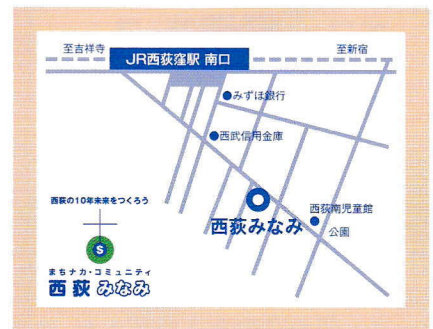 至吉祥寺
JR西荻窪駅 南口
至新宿
みずほ銀行
西武信用金庫
西荻の10年未来をつくろう
西荻南児童館
西荻みなみ
公園
S
まちナカ・コミュニティ
西荻みなみ